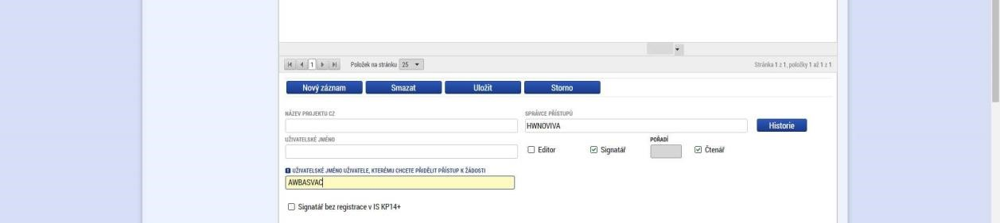 1 Položek na stránku 25 Stránka 1 z 1, položky 1 až 1 z 1
Nový záznam Smazat Uložit Storno
NÁZEV PROJEKTU CZ SPRÁVCE PŘÍSTUPŮ
HWNOVIVA Historie
UŽIVATELSKÉ JMÉNO POŘADÍ
Editor Signatář Čtenář
UŽIVATELSKÉ JMÉNO UŽIVATELE, KTERÉMU CHCETE PŘIDĚLIT PŘÍSTUP K ŽÁDOSTI
AWBASVAC
Signatář bez registrace v IS KP14+